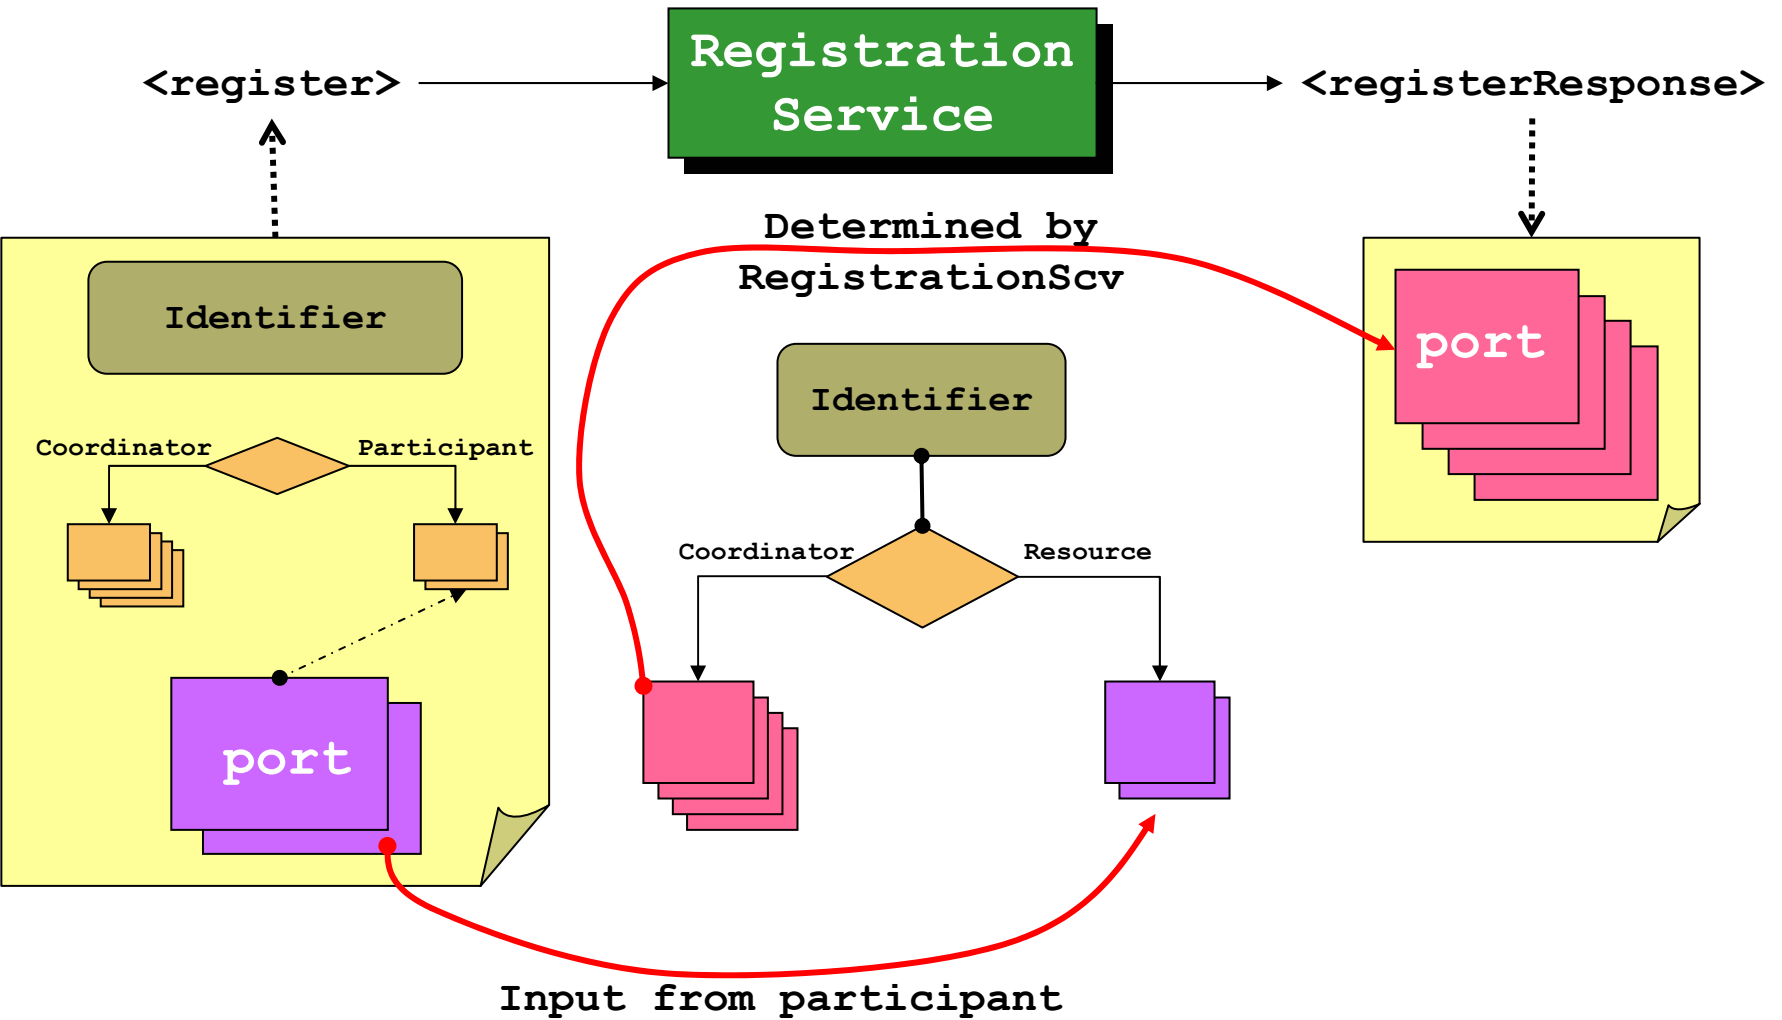 <register>
Registration
Service
<registerResponse>
Determined by
RegistrationScv
Identifier
Coordinator
Participant
port
Identifier
Coordinator
Resource
port
Input from participant